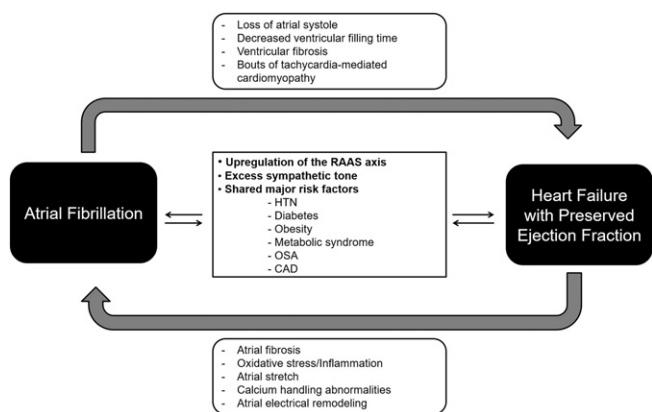 - Loss of atrial systole
- Decreased ventricular filling time
- Ventricular fibrosis
- Bouts of tachycardia-mediated
cardiomyopathy
Atrial Fibrillation
• Upregulation of the RAAS axis
• Excess sympathetic tone
• Shared major risk factors
- HTN
- Diabetes
- Obesity
- Metabolic syndrome
- OSA
- CAD
Heart Failure
with Preserved
Ejection Fraction
- Atrial fibrosis
- Oxidative stress/Inflammation
- Atrial stretch
- Calcium handling abnormalities
- Atrial electrical remodeling